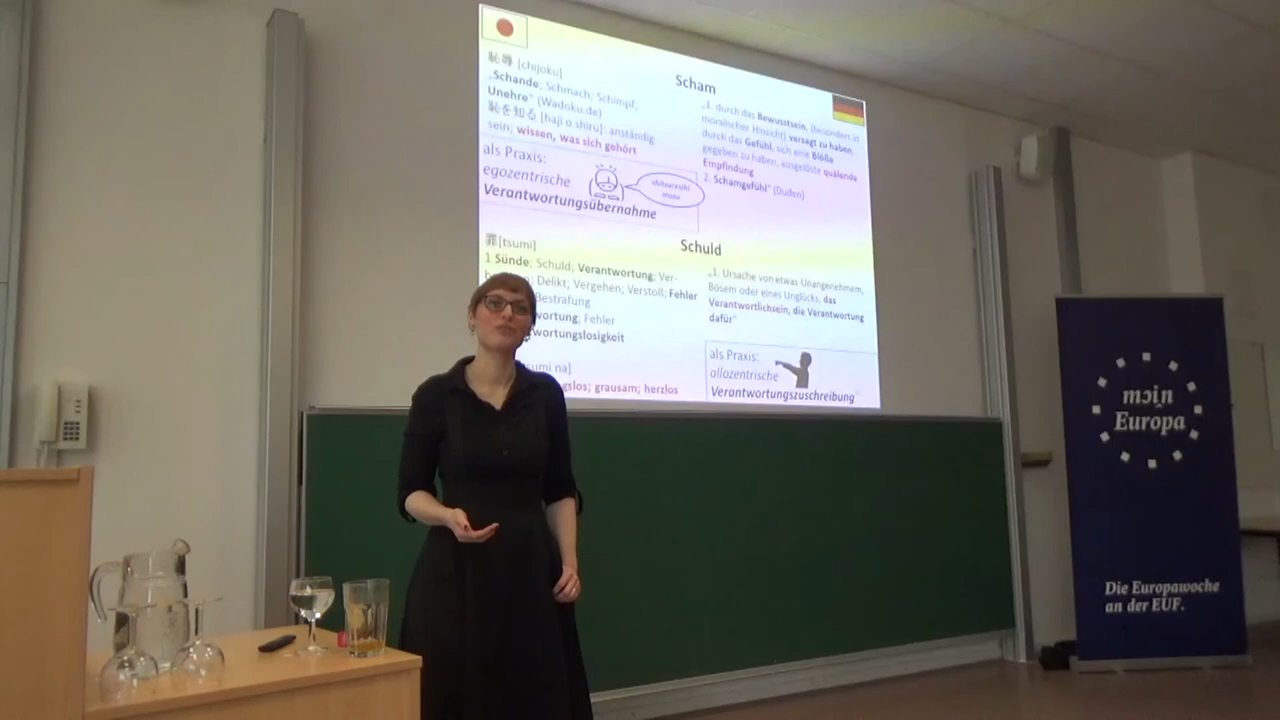 恥辱 [chijoku]
„Schande; Schmach; Schimpf;
Unehre“ (Wadoku.de)
恥を知る [haji o shiru]: anständig
sein; wissen, was sich gehört
als Praxis:
egozentrische
Verantwortungsübernahme
Scham
„1. durch das Bewusstsein, (besonders in
moralischer Hinsicht) versagt zu haben,
durch das Gefühl, sich eine Blöße
gegeben zu haben, ausgelöste quälende
Empfindung
2. Schamgefühl“ (Duden)
罪[tsumi]
1 Sünde; Schuld; Verantwortung; Ver-
Delikt; Vergehen; Verstoß; Fehler
Bestrafung
wortung; Fehler
wortungslosigkeit
umi na]
gslos; grausam; herzlos
Schuld
„1. Ursache von etwas Unangenehmem,
Bösem oder eines Unglücks, das
Verantwortlichsein, die Verantwortung
dafür“
als Praxis:
allozentrische
Verantwortungszuschreibung
mɔin
Europa
Die Europawoche
an der EUF.